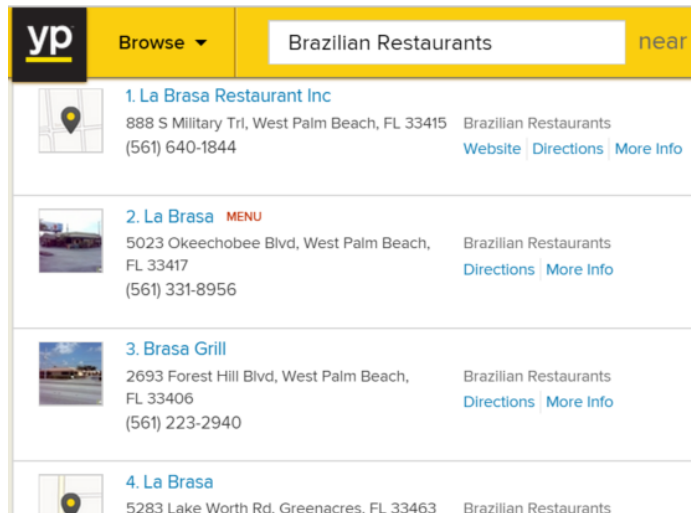 yp Browse Brazilian Restaurants near
1. La Brasa Restaurant Inc
888 S Military Trl, West Palm Beach, FL 33415 Brazilian Restaurants
(561) 640-1844 Website Directions More Info
2. La Brasa MENU
5023 Okeechobee Blvd, West Palm Beach, Brazilian Restaurants
FL 33417 Directions More Info
(561) 331-8956
3. Brasa Grill
2693 Forest Hill Blvd, West Palm Beach, Brazilian Restaurants
FL 33406 Directions More Info
(561) 223-2940
4. La Brasa
5283 Lake Worth Rd, Greenacres, FL 33463 Brazilian Restaurants